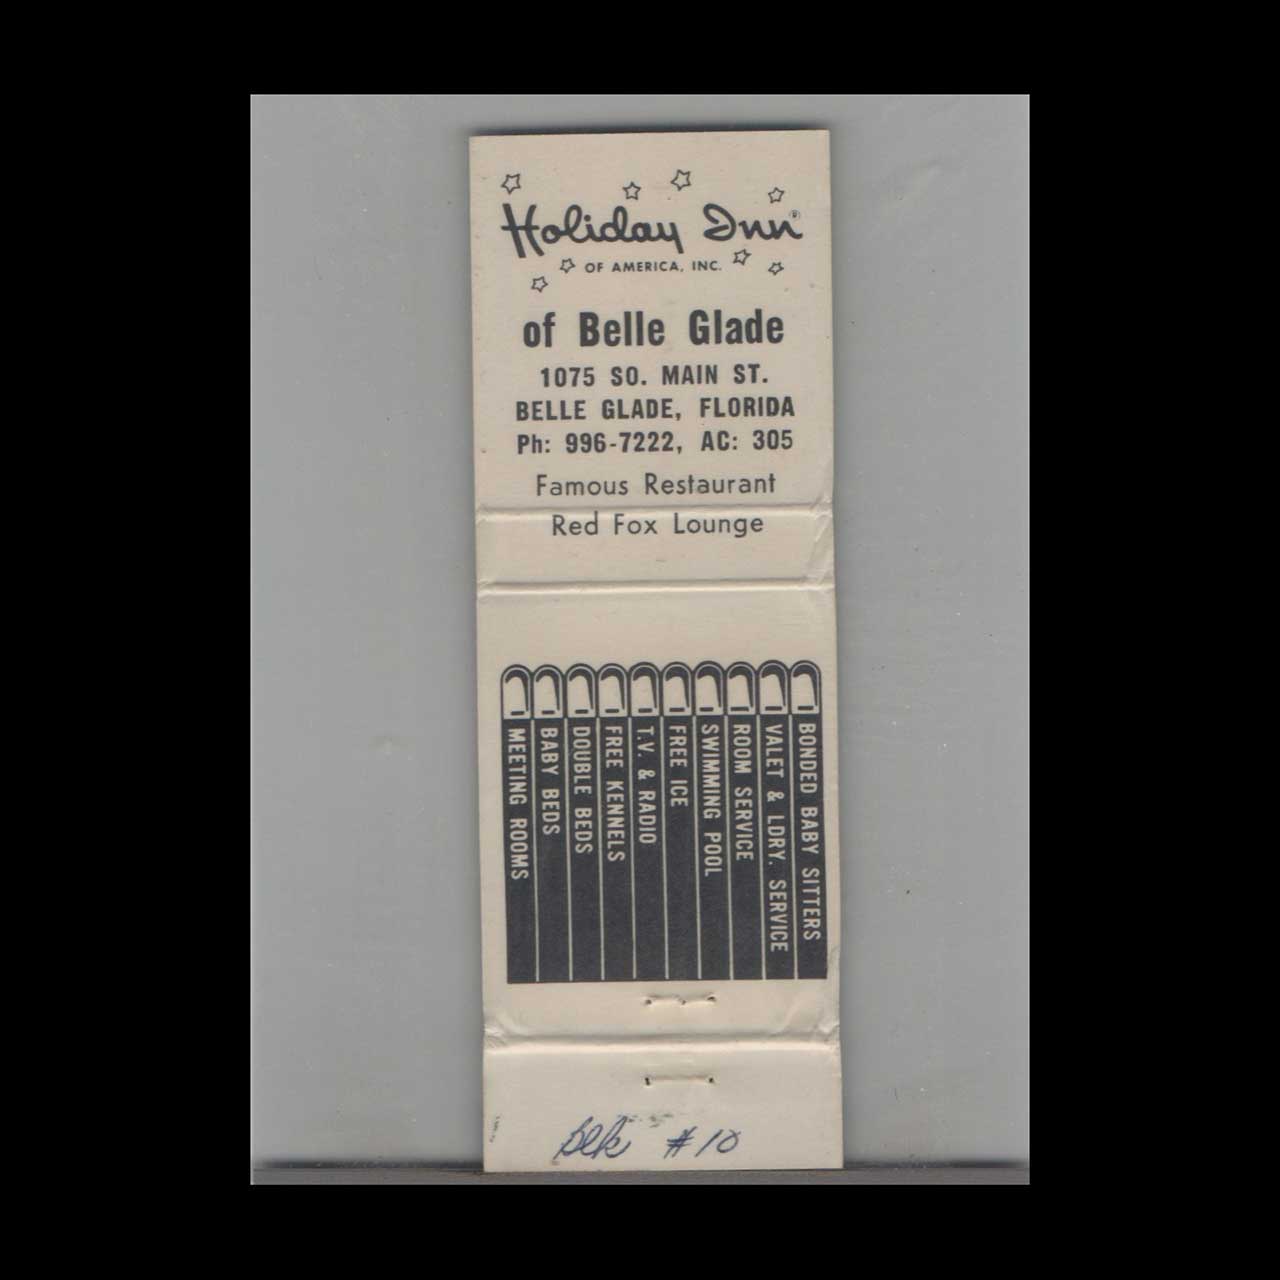 Holiday Inn®
OF AMERICA, INC.
of Belle Glade
1075 SO. MAIN ST.
BELLE GLADE, FLORIDA
Ph: 996-7222, AC: 305
Famous Restaurant
Red Fox Lounge
MEETING ROOMS
BABY BEDS
DOUBLE BEDS
FREE KENNELS
T.V. & RADIO
FREE ICE
SWIMMING POOL
ROOM SERVICE
VALET & LDRY. SERVICE
BONDED BABY SITTERS
#10